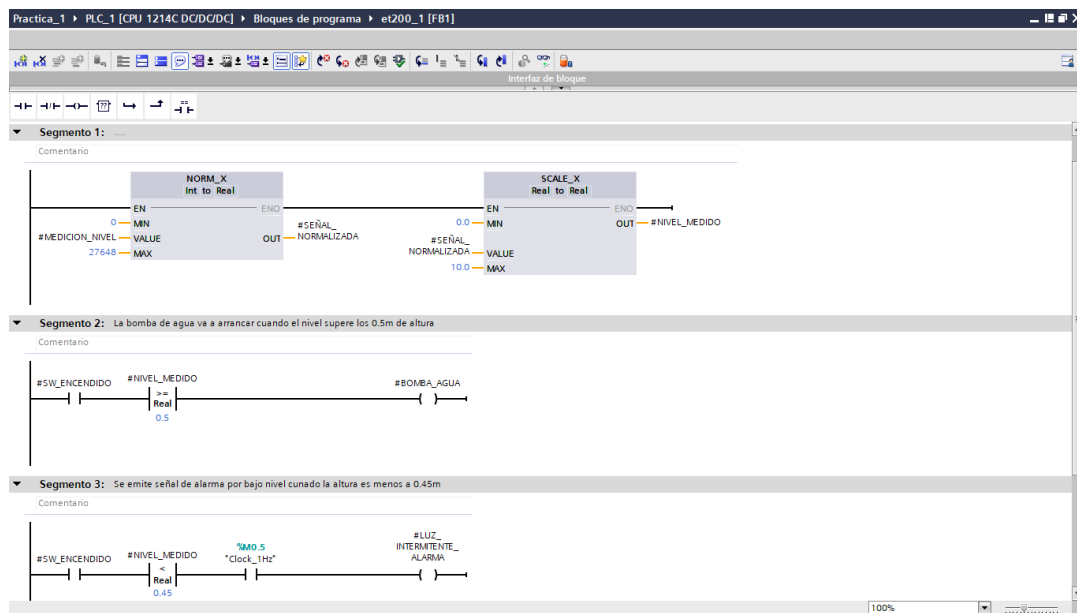 Practica_1 ▸ PLC_1 [CPU 1214C DC/DC/DC] ▸ Bloques de programa ▸ et200_1 [FB1]
Interfaz de bloque
??
Segmento 1: .....
Comentario
NORM_X
Int to Real
EN
ENO
0
MIN
#MEDICION_NIVEL
VALUE
27648
MAX
OUT
#SEÑAL_
NORMALIZADA
SCALE_X
Real to Real
EN
ENO
0.0
MIN
#SEÑAL_
NORMALIZADA
VALUE
10.0
MAX
OUT
#NIVEL_MEDIDO
Segmento 2: La bomba de agua va a arrancar cuando el nivel supere los 0.5m de altura
Comentario
#SW_ENCENDIDO
#NIVEL_MEDIDO
>=
Real
0.5
#BOMBA_AGUA
Segmento 3: Se emite señal de alarma por bajo nivel cunado la altura es menos a 0.45m
Comentario
#SW_ENCENDIDO
#NIVEL_MEDIDO
<
Real
0.45
%M0.5
"Clock_1Hz"
#LUZ_
INTERMITENTE_
ALARMA
100%